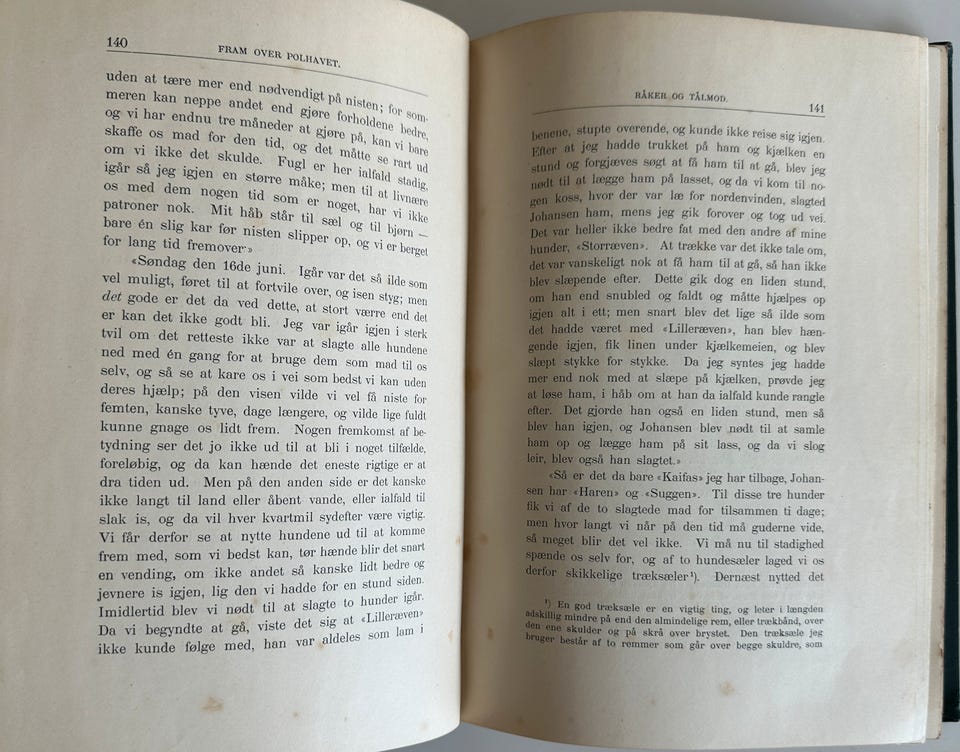 140
FRAM OVER POLHAVET.
uden at tære mer end nødvendigt på nisten; for som-
meren kan neppe andet end gjøre forholdene bedre,
og vi har endnu tre måneder at gjøre på, kan vi bare
skaffe os mad for den tid, og det måtte se rart ud
om vi ikke det skulde. Fugl er her ialfald stadig,
igår så jeg igjen en større måke; men til at livnære
os med dem nogen tid som er noget, har vi ikke
patroner nok. Mit håb står til sæl og til bjørn —
bare én slig kar før nisten slipper op, og vi er berget
for lang tid fremover.»
«Søndag den 16de juni. Igår var det så ilde som
vel muligt, føret til at fortvile over, og isen styg; men
det gode er det da ved dette, at stort værre end det
er kan det ikke godt bli. Jeg var igår igjen i sterk
tvil om det retteste ikke var at slagte alle hundene
ned med én gang for at bruge dem som mad til os
selv, og så se at kare os i vei som bedst vi kan uden
deres hjælp; på den visen vilde vi vel få niste for
femten, kanske tyve, dage længere, og vilde lige fuldt
kunne gnage os lidt frem. Nogen fremkomst af be-
tydning ser det jo ikke ud til at bli i noget tilfælde,
foreløbig, og da kan hænde det eneste rigtige er at
dra tiden ud. Men på den anden side er det kanske
ikke langt til land eller åbent vande, eller ialfald til
slak is, og da vil hver kvartmil sydefter være vigtig.
Vi får derfor se at nytte hundene ud til at komme
frem med, som vi bedst kan, tør hænde blir det snart
en vending, om ikke andet så kanske lidt bedre og
jevnere is igjen, lig den vi hadde for en stund siden.
Imidlertid blev vi nødt til at slagte to hunder igår.
Da vi begyndte at gå, viste det sig at «Lilleræven»
ikke kunde følge med, han var aldeles som lam i
RÅKER OG TÅLMOD.
141
benene, stupte overende, og kunde ikke reise sig igjen.
Efter at jeg hadde trukket på ham og kjælken en
stund og forgjæves søgt at få ham til at gå, blev jeg
nødt til at lægge ham på lasset, og da vi kom til no-
gen koss, hvor der var læ for nordenvinden, slagted
Johansen ham, mens jeg gik forover og tog ud vei.
Det var heller ikke bedre fat med den andre af mine
hunder, «Storræven». At trække var det ikke tale om,
det var vanskeligt nok at få ham til at gå, så han ikke
blev slæpende efter. Dette gik dog en liden stund,
om han end snubled og faldt og måtte hjælpes op
igjen alt i ett; men snart blev det lige så ilde som
det hadde været med «Lilleræven», han blev hæn-
gende igjen, fik linen under kjælkemeien, og blev
slæpt stykke for stykke. Da jeg syntes jeg hadde
mer end nok med at slæpe på kjælken, prøvde jeg
at løse ham, i håb om at han da ialfald kunde rangle
efter. Det gjorde han også en liden stund, men så
blev han igjen, og Johansen blev nødt til at samle
ham op og lægge ham på sit lass, og da vi slog
leir, blev også han slagtet.»
«Så er det da bare «Kaifas» jeg har tilbage, Johan-
sen har «Haren» og «Suggen». Til disse tre hunder
fik vi af de to slagtede mad for tilsammen ti dage;
men hvor langt vi når på den tid må guderne vide,
så meget blir det vel ikke. Vi må nu til stadighed
spænde os selv for, og af to hundesæler laged vi os
derfor skikkelige træksæler¹). Dernæst nytted det
¹) En god træksæle er en vigtig ting, og leter i længden
adskillig mindre på end den almindelige rem, eller trækbånd, over
den ene skulder og på skrå over brystet. Den træksæle jeg
bruger består af to remmer som går over begge skuldre, som